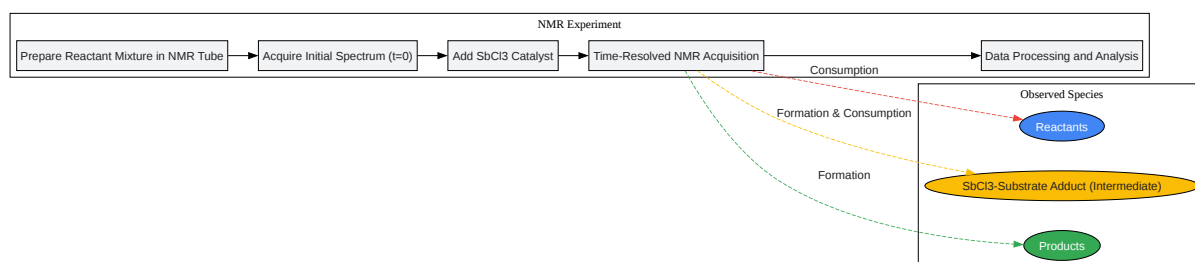 NMR Experiment
Prepare Reactant Mixture in NMR Tube
Acquire Initial Spectrum (t=0)
Add SbCl3 Catalyst
Time-Resolved NMR Acquisition
Data Processing and Analysis
Consumption
Observed Species
Formation & Consumption
Reactants
Formation
SbCl3-Substrate Adduct (Intermediate)
Products